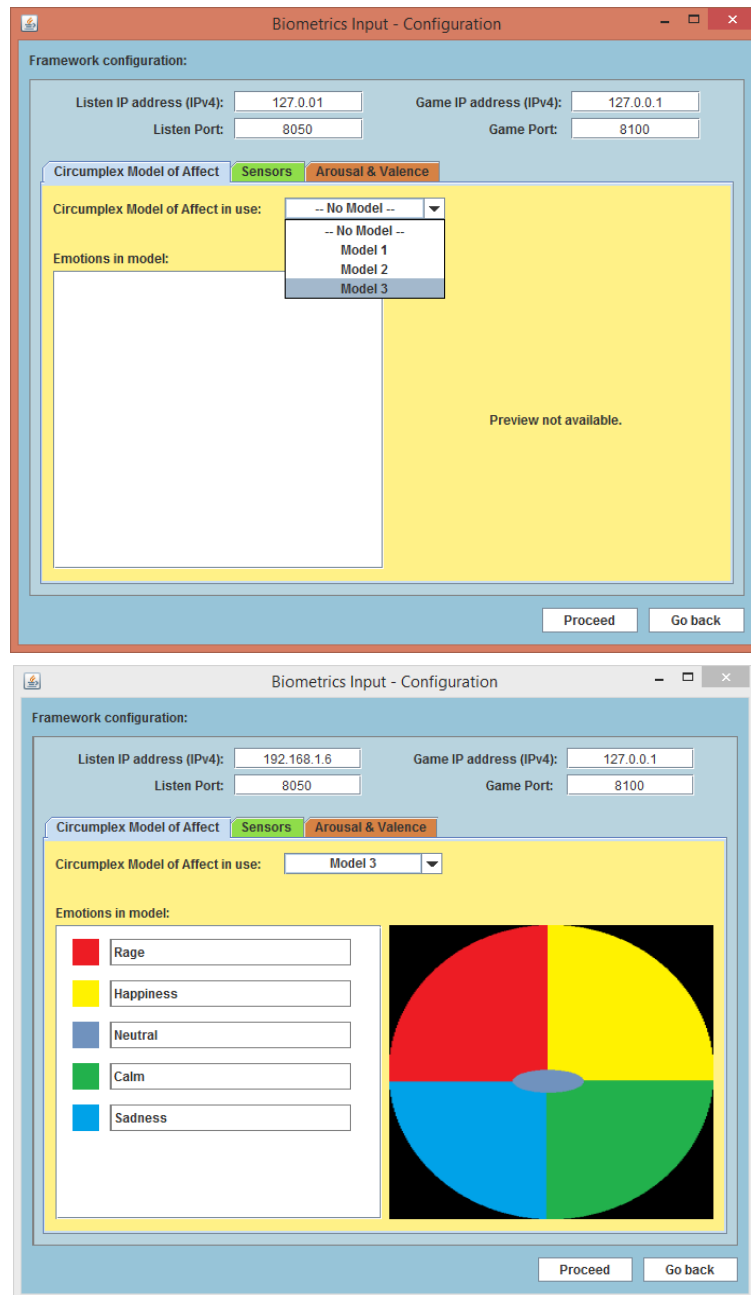 Biometrics Input - Configuration
Framework configuration:
Listen IP address (IPv4): 127.0.01 Game IP address (IPv4): 127.0.0.1
Listen Port: 8050 Game Port: 8100
Circumplex Model of Affect Sensors Arousal & Valence
Circumplex Model of Affect in use: -- No Model --
-- No Model --
Model 1
Emotions in model:
Model 2
Model 3
Preview not available.
Proceed Go back
Biometrics Input - Configuration
Framework configuration:
Listen IP address (IPv4): 192.168.1.6 Game IP address (IPv4): 127.0.0.1
Listen Port: 8050 Game Port: 8100
Circumplex Model of Affect Sensors Arousal & Valence
Circumplex Model of Affect in use: Model 3
Emotions in model:
Rage
Happiness
Neutral
Calm
Sadness
Proceed Go back